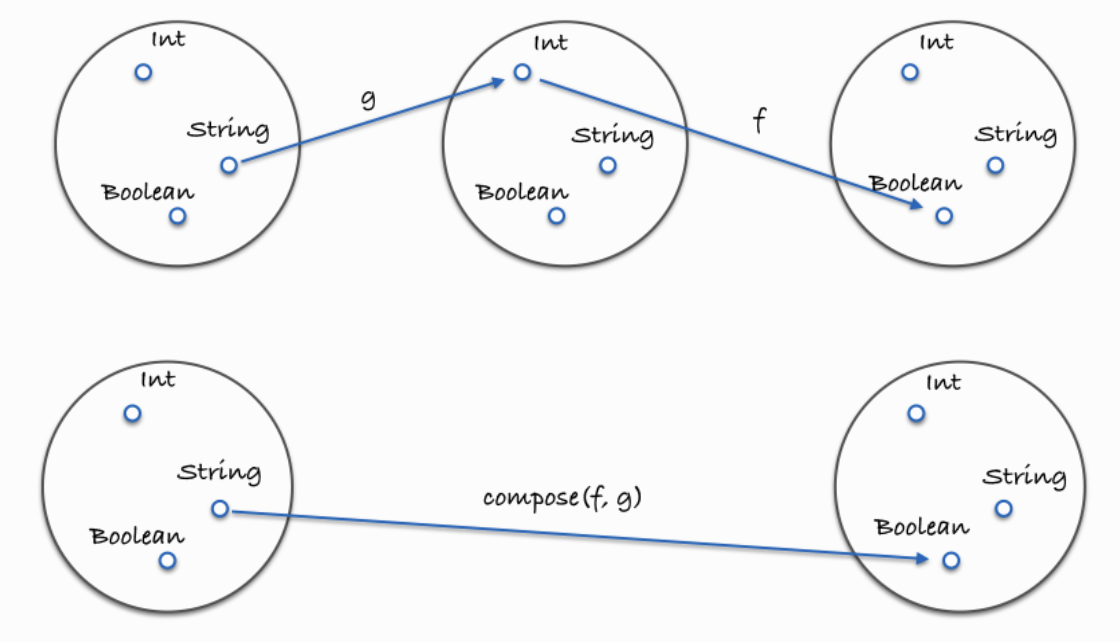 Int
String
Boolean
g
Int
String
Boolean
f
Int
String
Boolean
Int
String
Boolean
compose(f, g)
Int
String
Boolean